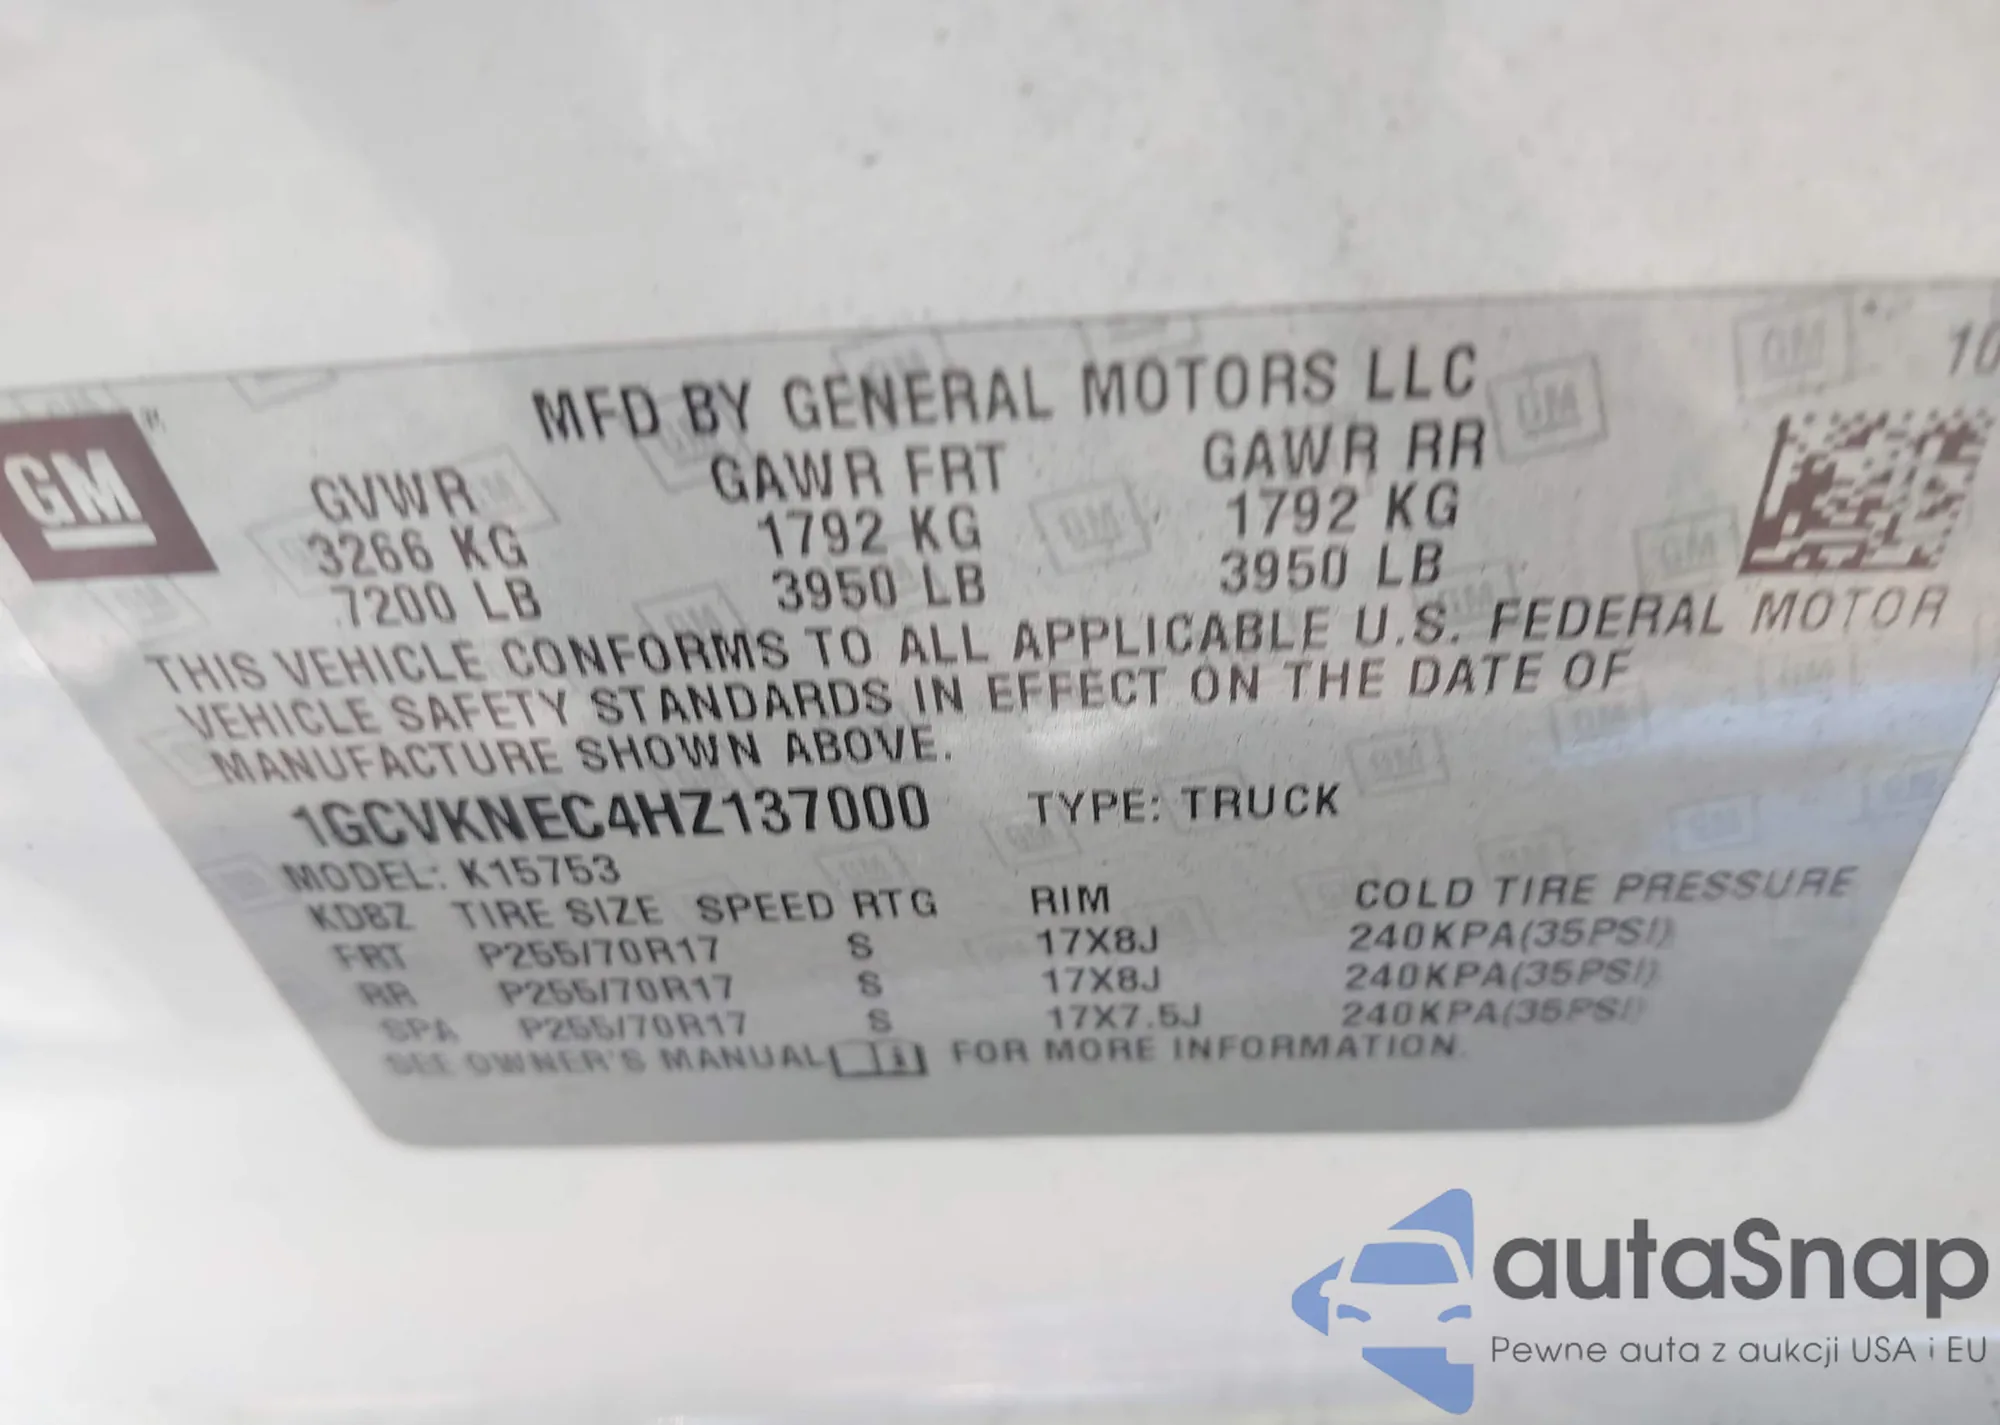 10
MFD BY GENERAL MOTORS LLC
GM
GVWR GAWR FRT GAWR RR
3266 KG 1792 KG 1792 KG
7200 LB 3950 LB 3950 LB
THIS VEHICLE CONFORMS TO ALL APPLICABLE U.S. FEDERAL MOTOR
VEHICLE SAFETY STANDARDS IN EFFECT ON THE DATE OF
MANUFACTURE SHOWN ABOVE.
1GCVKNEC4HZ137000 TYPE: TRUCK
MODEL: K15753
KD8Z TIRE SIZE SPEED RTG RIM COLD TIRE PRESSURE
FRT P255/70R17 S 17X8J 240KPA(35PSI)
RR P255/70R17 S 17X8J 240KPA(35PSI)
SPA P255/70R17 S 17X7.5J 240KPA(35PSI)
SEE OWNER'S MANUAL FOR MORE INFORMATION.
autaSnap
Pewne auta z aukcji USA i EU